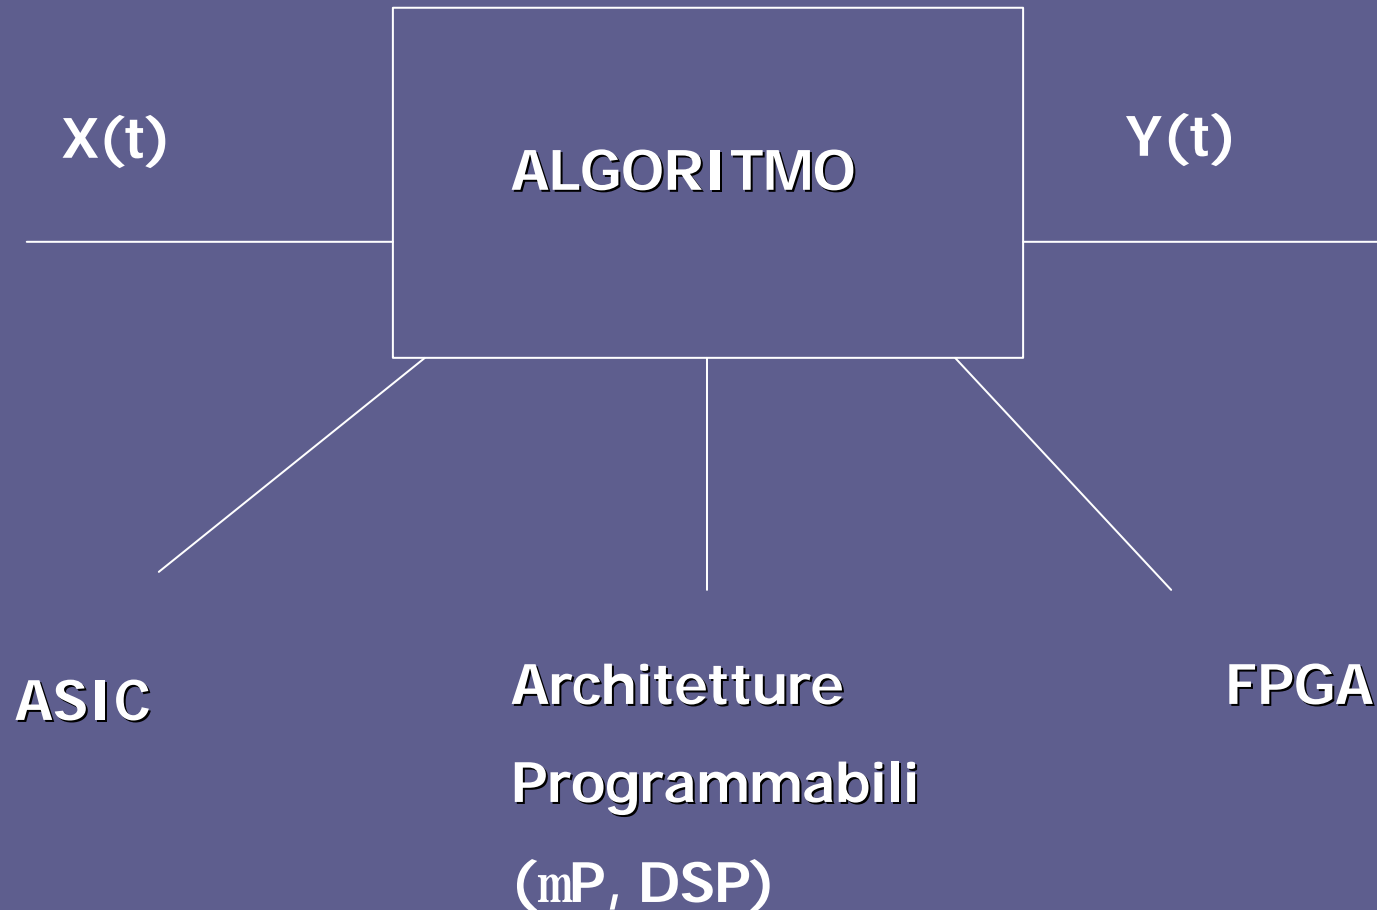 X(t)
ALGORITMO
Y(t)
ASIC
Architetture
Programmabili
(mP, DSP)
FPGA